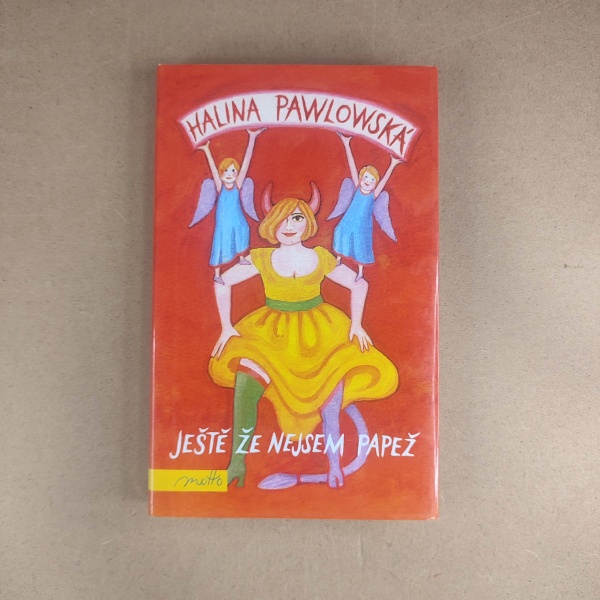 HALINA PAWLOWSKÁ
JEŠTĚ ŽE NEJSEM PAPEŽ
motto